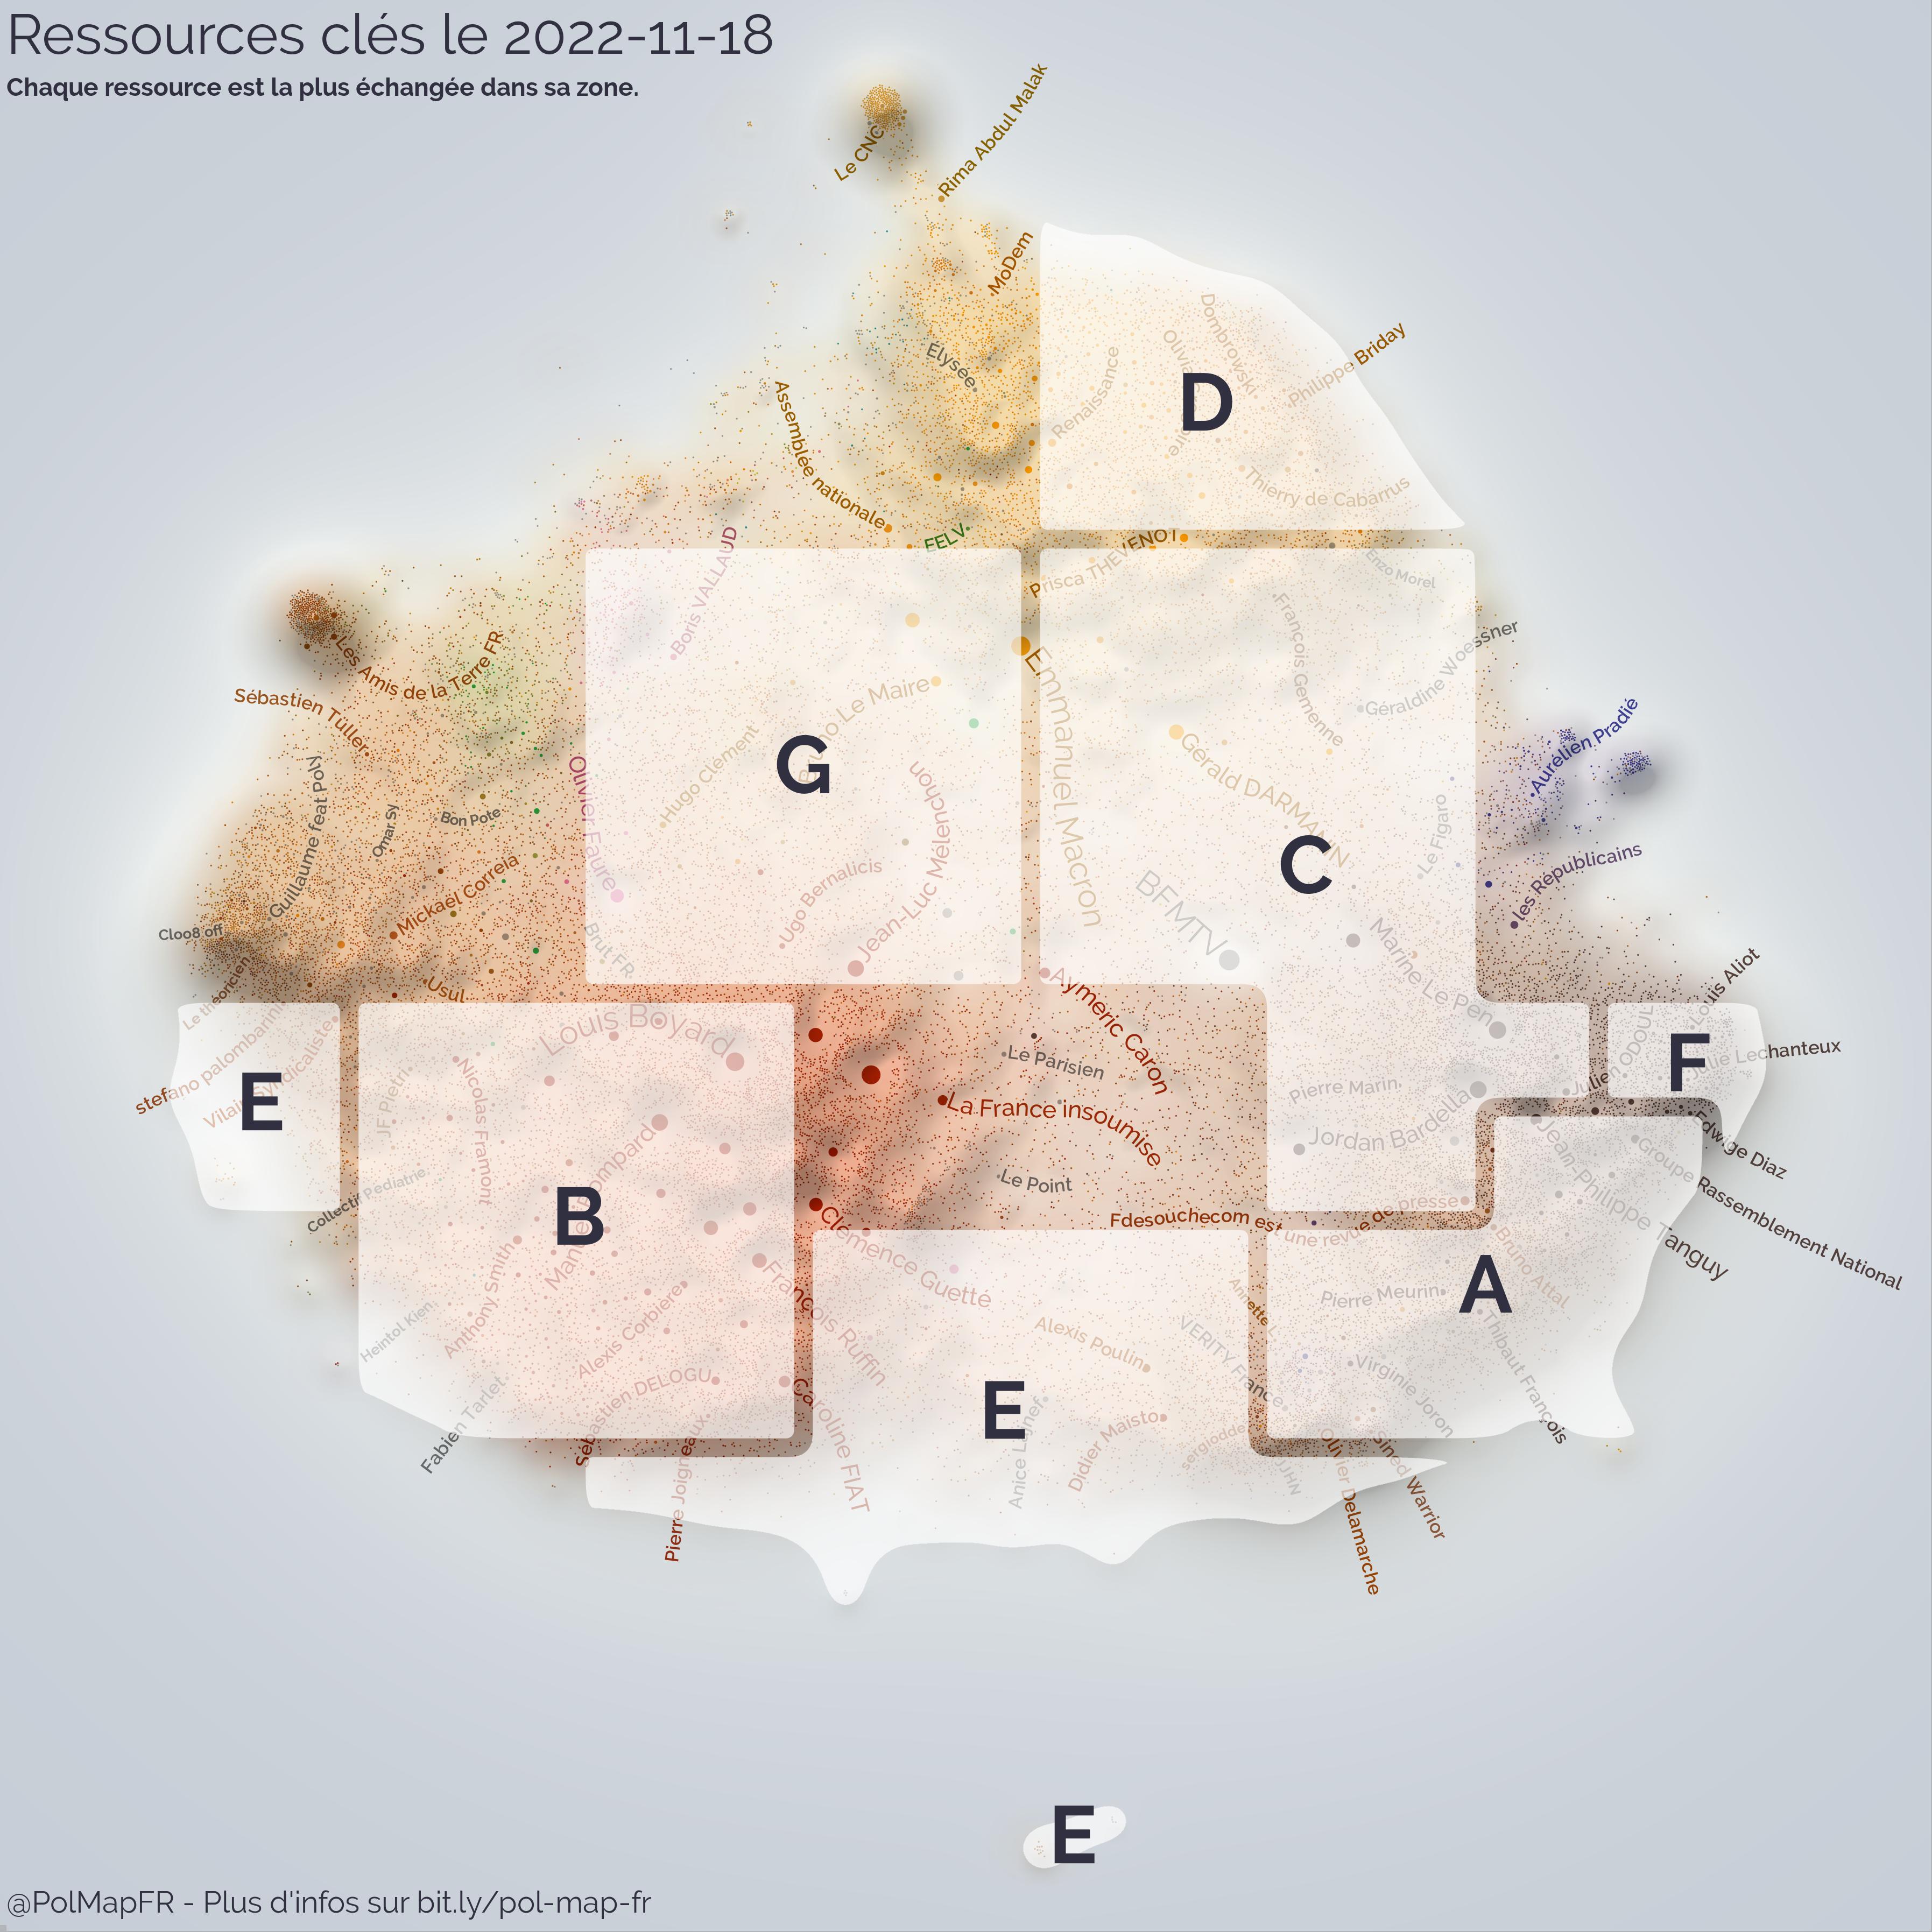 Ressources clés le 2022-11-18
Chaque ressource est la plus échangée dans sa zone.
Le CNC
Rima Abdul Malak
MoDem
Élysée
Assemblée nationale
EELV
D
Renaissance
Dombrowski
Philippe Briday
Thierry de Cabarrus
Prisca THEVENOT
Enzo Morel
Boris VALLAUD
Les Amis de la Terre FR
Sébastien Tüller
Guillaume feat Poly
Omar Sy
Bon Pote
Mickaël Correia
Cloo8 off
Le théoricien
Usul
Olivier Faure
Brut FR
Hugo Clément
Bruno Le Maire
G
Ugo Bernalicis
Jean-Luc Mélenchon
Emmanuel Macron
François Gemenne
Géraldine Woessner
Gérald DARMANIN
C
Le Figaro
BFMTV
Marine Le Pen
Aurélien Pradié
les Républicains
Louis Aliot
Julien ODOUL
F
Julie Lechanteux
Edwige Diaz
Groupe Rassemblement National
Jean-Philippe Tanguy
Aymeric Caron
Le Parisien
La France insoumise
Le Point
Pierre Marin.
Jordan Bardella
Fdesouchecom est une revue de presse
stefano palombarini
Vilain Syndicaliste
E
Collectif Pédiatrie
Louis Boyard
JF Pietri
Nicolas Framont
Manuel Bompard
B
Anthony Smith
Alexis Corbière
Heintol Kien
Fabien Tarlet
Sébastien DELOGU
Pierre Joigneaux
François Ruffin
Clémence Guetté
Caroline FIAT
Alexis Poulin
VERITY France
E
Anice Lignef
Didier Maisto
sergiodde
JJHN
Annette L
A
Pierre Meurin
Bruno Attal
Thibaut François
Virginie Joron
Olivier Delamarche
Sined Warrior
E
@PolMapFR - Plus d'infos sur bit.ly/pol-map-fr